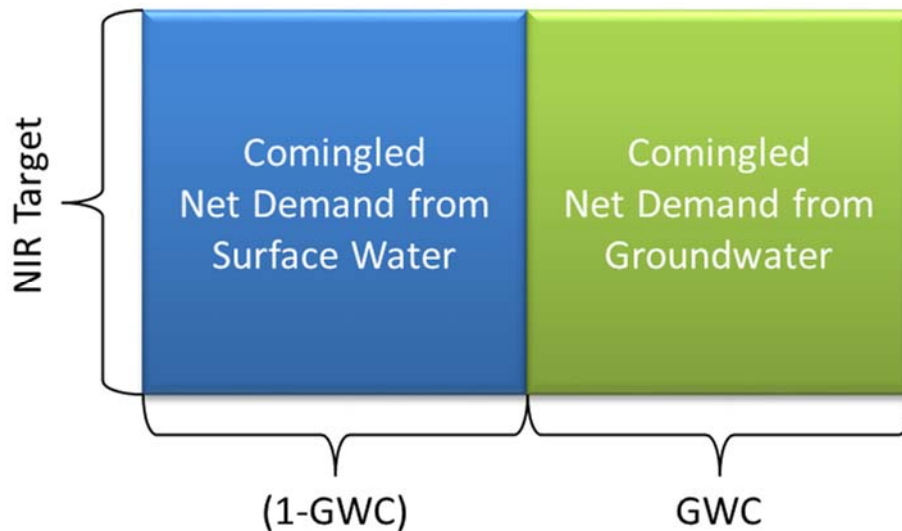 NIR Target
Comingled
Net Demand from
Surface Water
Comingled
Net Demand from
Groundwater
(1-GWC)
GWC